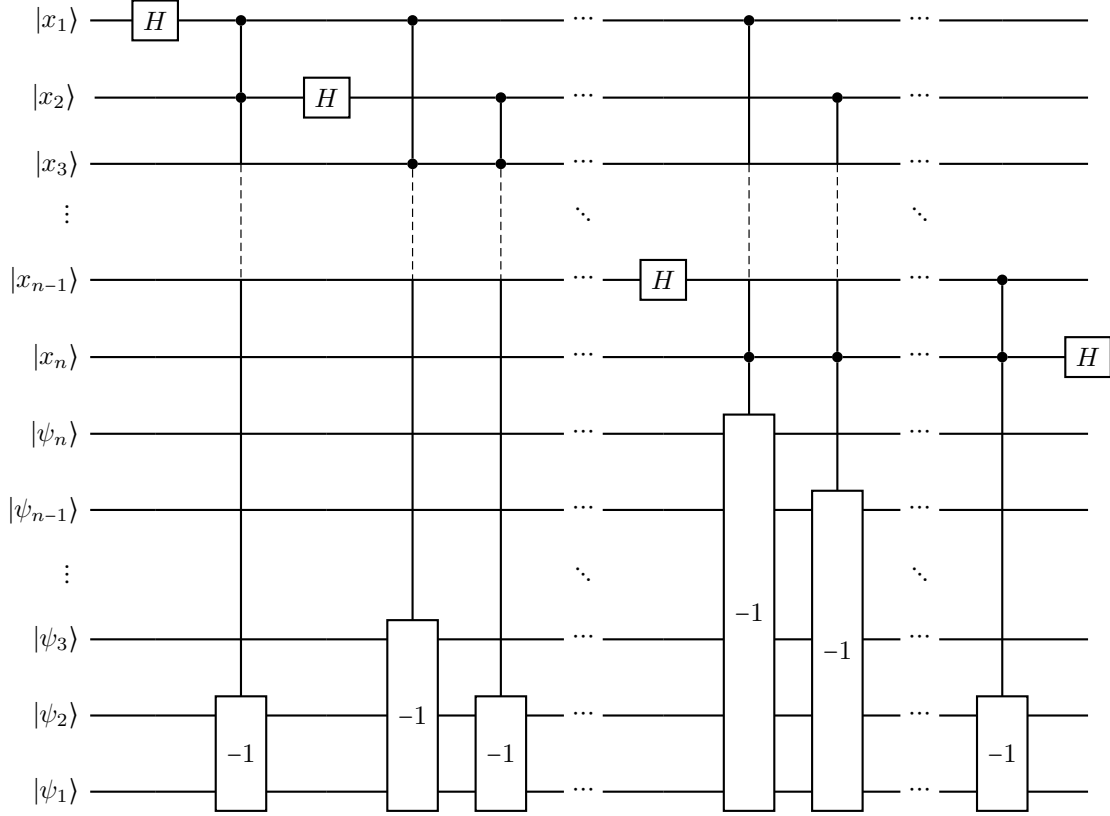 |x₁⟩ H ⋯ ⋯
|x₂⟩ H ⋯ ⋯
|x₃⟩ ⋯ ⋯
⋮ ⋱ ⋱
|xₙ₋₁⟩ ⋯ H ⋯
|xₙ⟩ ⋯ ⋯ H
|ψₙ⟩ ⋯ ⋯
|ψₙ₋₁⟩ ⋯ ⋯
⋮ ⋱ ⋱
−1
|ψ₃⟩ ⋯ −1 ⋯
|ψ₂⟩ −1 ⋯ ⋯
−1 −1 −1
|ψ₁⟩ ⋯ ⋯